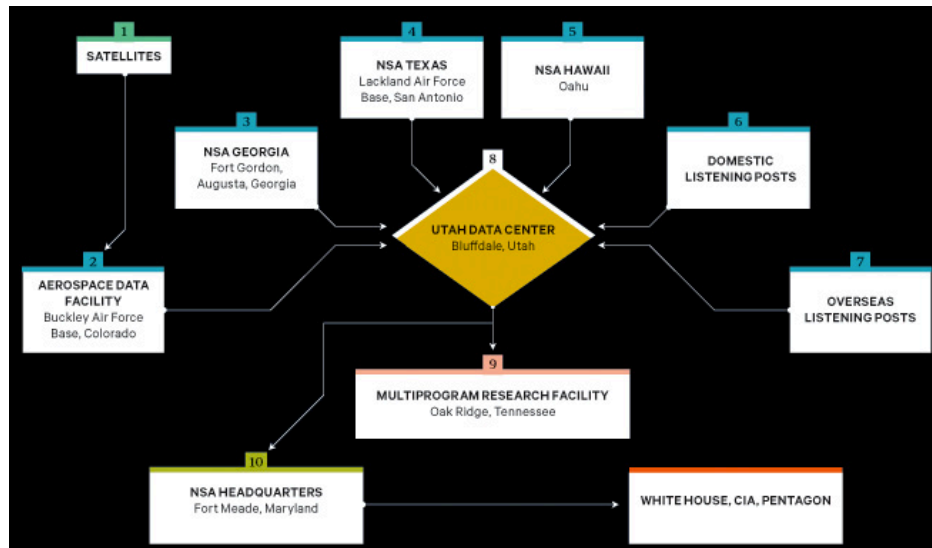 1
SATELLITES
4
NSA TEXAS
Lackland Air Force
Base, San Antonio
5
NSA HAWAII
Oahu
3
NSA GEORGIA
Fort Gordon,
Augusta, Georgia
6
DOMESTIC
LISTENING POSTS
8
UTAH DATA CENTER
Bluffdale, Utah
2
AEROSPACE DATA
FACILITY
Buckley Air Force
Base, Colorado
7
OVERSEAS
LISTENING POSTS
9
MULTIPROGRAM RESEARCH FACILITY
Oak Ridge, Tennessee
10
NSA HEADQUARTERS
Fort Meade, Maryland
WHITE HOUSE, CIA, PENTAGON